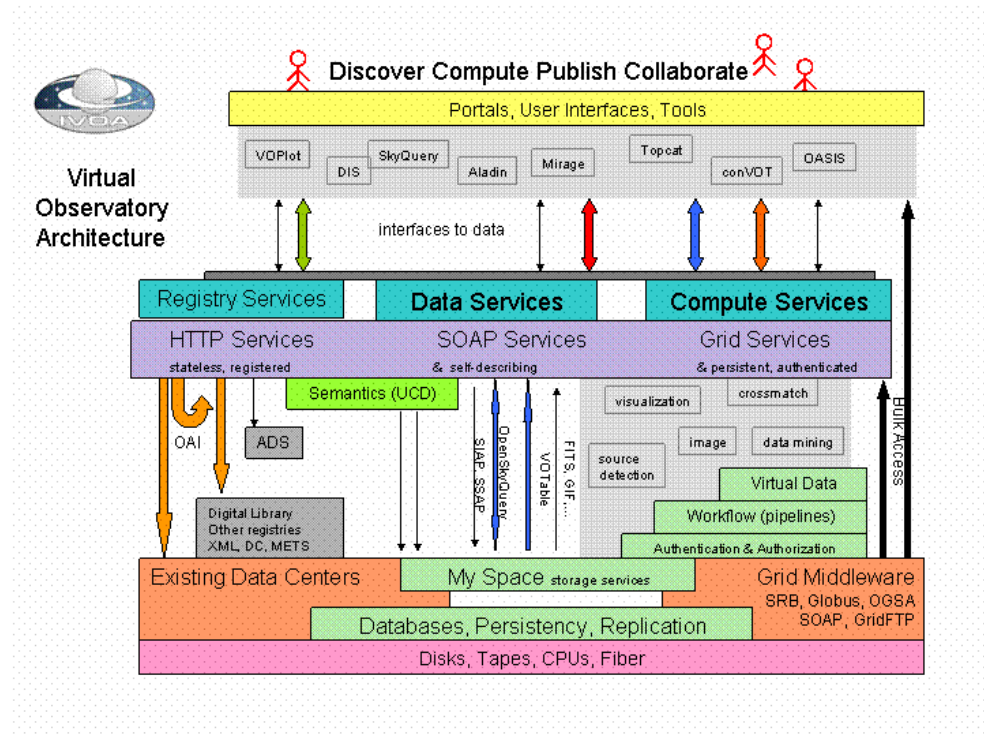 Discover Compute Publish Collaborate
IVOA
Portals, User Interfaces, Tools
VOPlot
DIS
SkyQuery
Aladin
Mirage
Topcat
conVOT
OASIS
Virtual
Observatory
Architecture
interfaces to data
Registry Services
Data Services
Compute Services
HTTP Services
stateless, registered
SOAP Services
& self-describing
Grid Services
& persistent, authenticated
Semantics (UCD)
OAI
ADS
SIAP, SSAP
OpenSkyQuery
VOTable
FITS, GIF,....
visualization
crossmatch
image
data mining
source
detection
Bulk Access
Virtual Data
Workflow (pipelines)
Authentication & Authorization
Digital Library
Other registries
XML, DC, METS
Existing Data Centers
My Space storage services
Grid Middleware
SRB, Globus, OGSA
SOAP, GridFTP
Databases, Persistency, Replication
Disks, Tapes, CPUs, Fiber